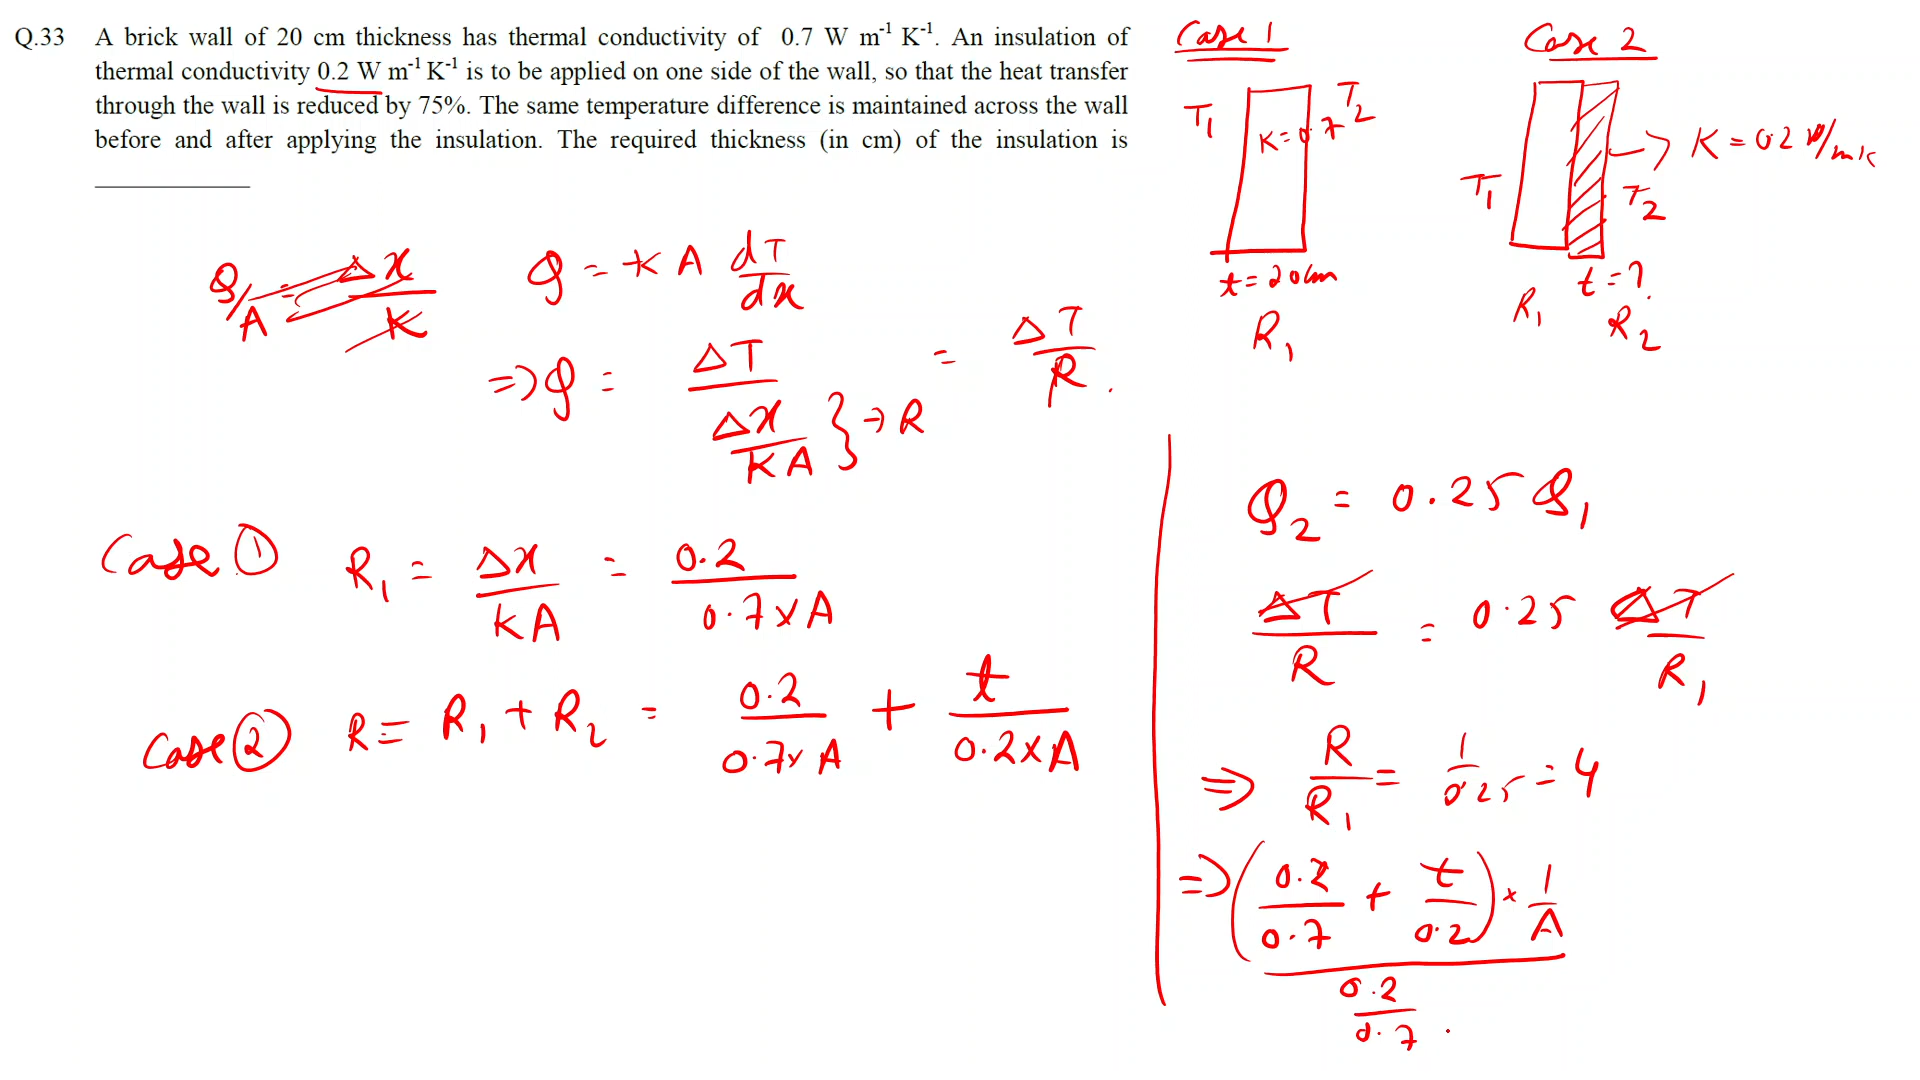 Q.33 A brick wall of 20 cm thickness has thermal conductivity of 0.7 W m⁻¹ K⁻¹. An insulation of
thermal conductivity 0.2 W m⁻¹ K⁻¹ is to be applied on one side of the wall, so that the heat transfer
through the wall is reduced by 75%. The same temperature difference is maintained across the wall
before and after applying the insulation. The required thickness (in cm) of the insulation is
__________
Case 1
T₁ K=0.7 T₂
t=20cm
R₁
Case 2
K=0.2 W/mK
T₁ T₂
t=?
R₁ R₂
Q/A = Δx/K
Q = KA dT/dx
=> Q = ΔT / (Δx/KA) } → R = ΔT/R.
Case ① R₁ = Δx/KA = 0.2/(0.7×A)
Case ② R = R₁ + R₂ = 0.2/(0.7×A) + t/(0.2×A)
Q₂ = 0.25 Q₁
ΔT/R = 0.25 ΔT/R₁
=> R/R₁ = 1/0.25 = 4
=> (0.2/0.7 + t/0.2) × 1/A
0.2/0.7 .